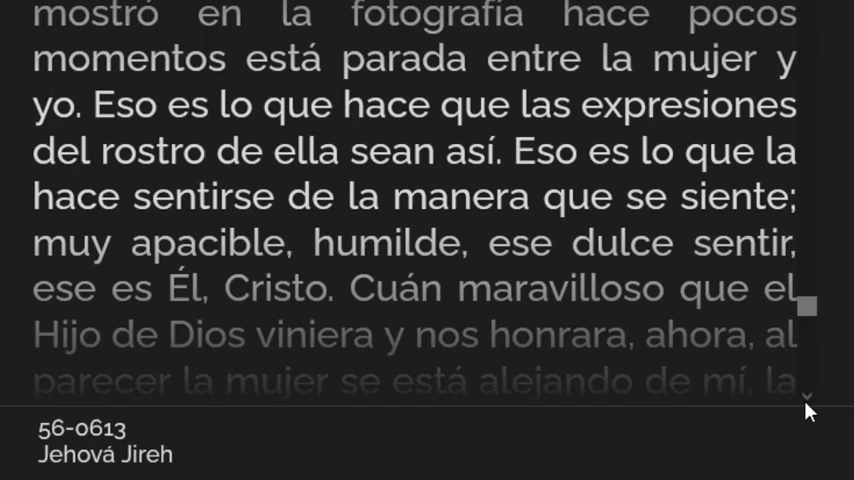 mostró en la fotografía hace pocos
momentos está parada entre la mujer y
yo. Eso es lo que hace que las expresiones
del rostro de ella sean así. Eso es lo que la
hace sentirse de la manera que se siente;
muy apacible, humilde, ese dulce sentir,
ese es Él, Cristo. Cuán maravilloso que el
Hijo de Dios viniera y nos honrara, ahora, al
parecer la mujer se está alejando de mí, la
56-0613
Jehová Jireh